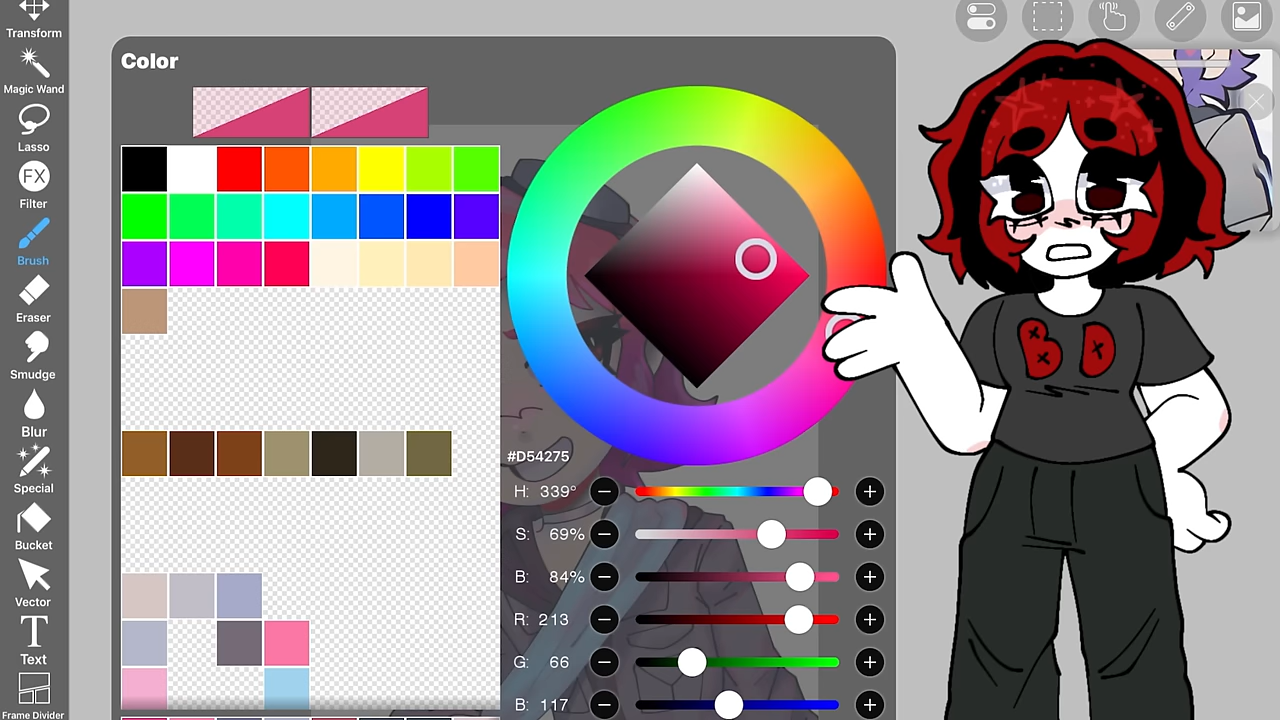 Color
Transform
Magic Wand
Lasso
FX
Filter
Brush
Eraser
Smudge
Blur
Special
Bucket
Vector
T
Text
Frame Divider
#D54275
H: 339°
S: 69%
B: 84%
R: 213
G: 66
B: 117
B D